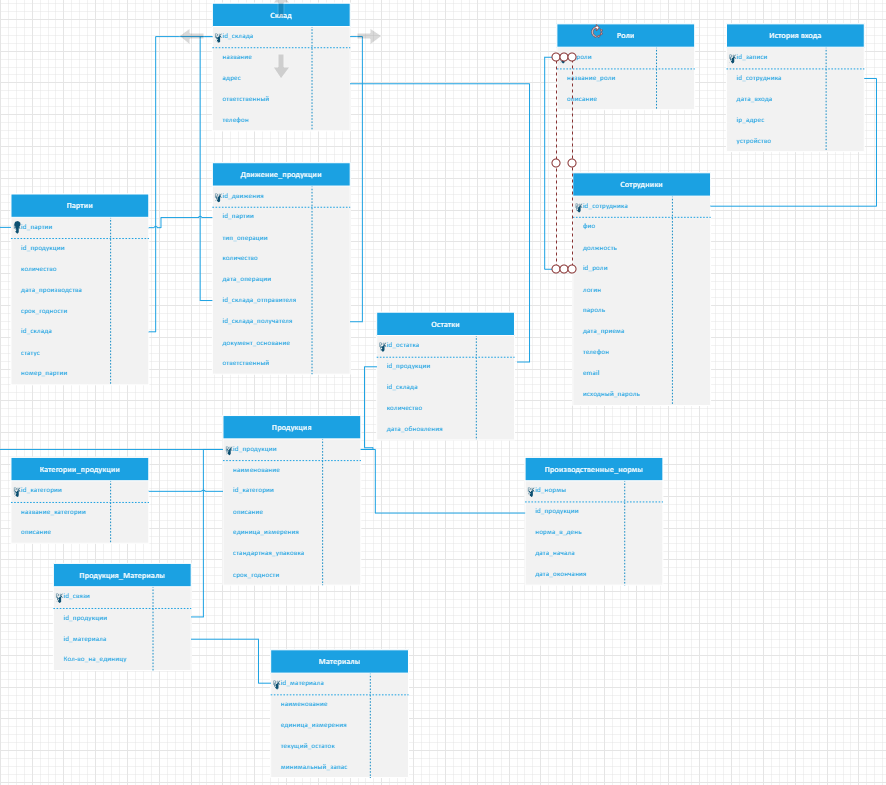 Склад
id_склада
название
адрес
ответственный
телефон
Роли
роли
название_роли
описание
История входа
id_записи
id_сотрудника
дата_входа
ip_адрес
устройство
Движение_продукции
id_движения
id_партии
тип_операции
количество
дата_операции
id_склада_отправителя
id_склада_получателя
документ_основание
ответственный
Сотрудники
id_сотрудника
фио
должность
id_роли
логин
пароль
дата_приема
телефон
email
исходный_пароль
Партии
id_партии
id_продукции
количество
дата_производства
срок_годности
id_склада
статус
номер_партии
Остатки
id_остатка
id_продукции
id_склада
количество
дата_обновления
Продукция
id_продукции
наименование
id_категории
описание
единица_измерения
стандартная_упаковка
срок_годности
Категории_продукции
id_категории
название_категории
описание
Производственные_нормы
id_нормы
id_продукции
норма_в_день
дата_начала
дата_окончания
Продукция_Материалы
id_связи
id_продукции
id_материала
Кол-во_на_единицу
Материалы
id_материала
наименование
единица_измерения
текущий_остаток
минимальный_запас